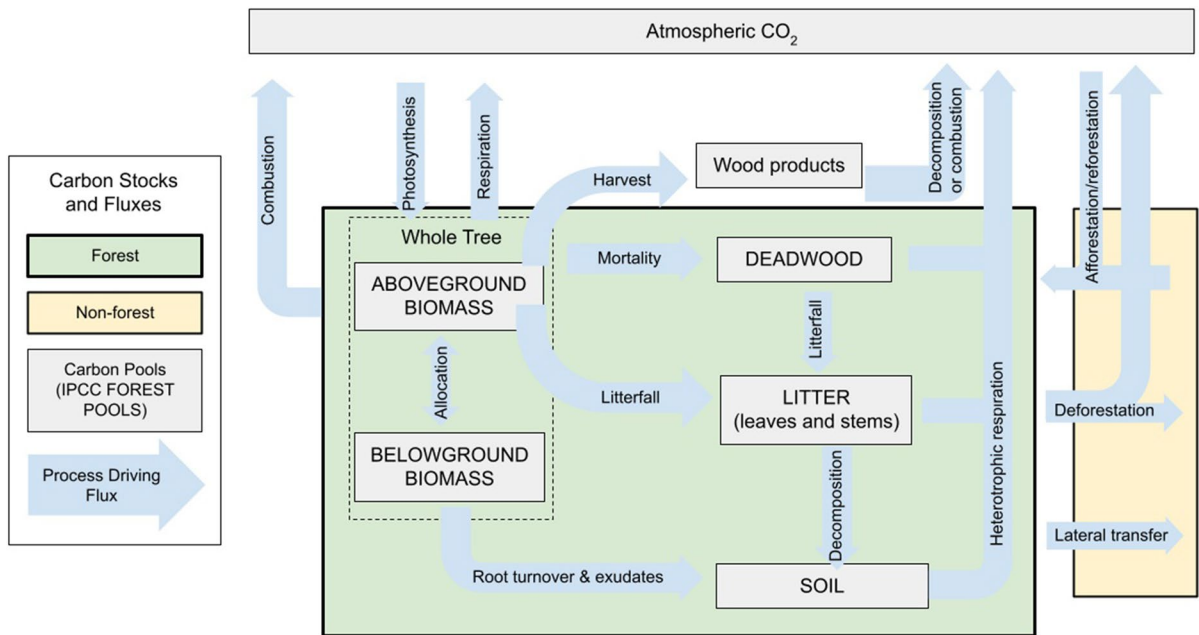 Atmospheric CO₂
Carbon Stocks
and Fluxes
Forest
Non-forest
Carbon Pools
(IPCC FOREST
POOLS)
Process Driving
Flux
Combustion
Photosynthesis
Respiration
Harvest
Wood products
Decomposition
or combustion
Afforestation/reforestation
Whole Tree
ABOVEGROUND
BIOMASS
Mortality
DEADWOOD
Litterfall
Allocation
Litterfall
LITTER
(leaves and stems)
Heterotrophic respiration
Deforestation
BELOWGROUND
BIOMASS
Decomposition
Lateral transfer
Root turnover & exudates
SOIL